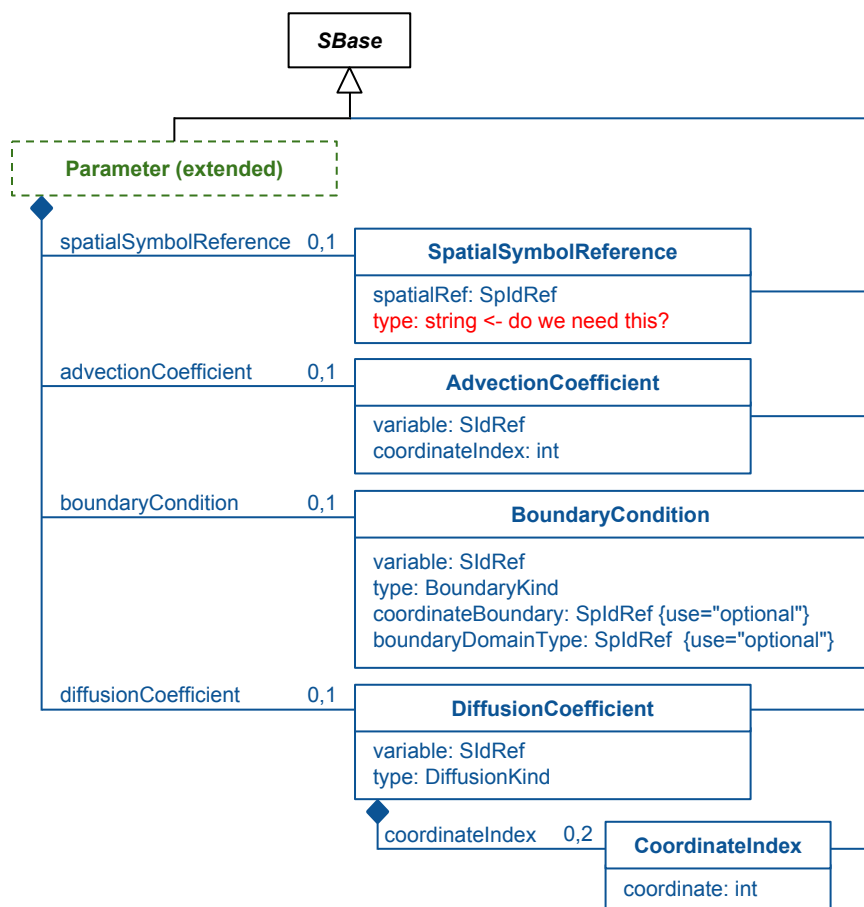 SBase
Parameter (extended)
spatialSymbolReference 0,1
SpatialSymbolReference
spatialRef: SpIdRef
type: string <- do we need this?
advectionCoefficient 0,1
AdvectionCoefficient
variable: SIdRef
coordinateIndex: int
boundaryCondition 0,1
BoundaryCondition
variable: SIdRef
type: BoundaryKind
coordinateBoundary: SpIdRef {use="optional"}
boundaryDomainType: SpIdRef {use="optional"}
diffusionCoefficient 0,1
DiffusionCoefficient
variable: SIdRef
type: DiffusionKind
coordinateIndex 0,2
CoordinateIndex
coordinate: int